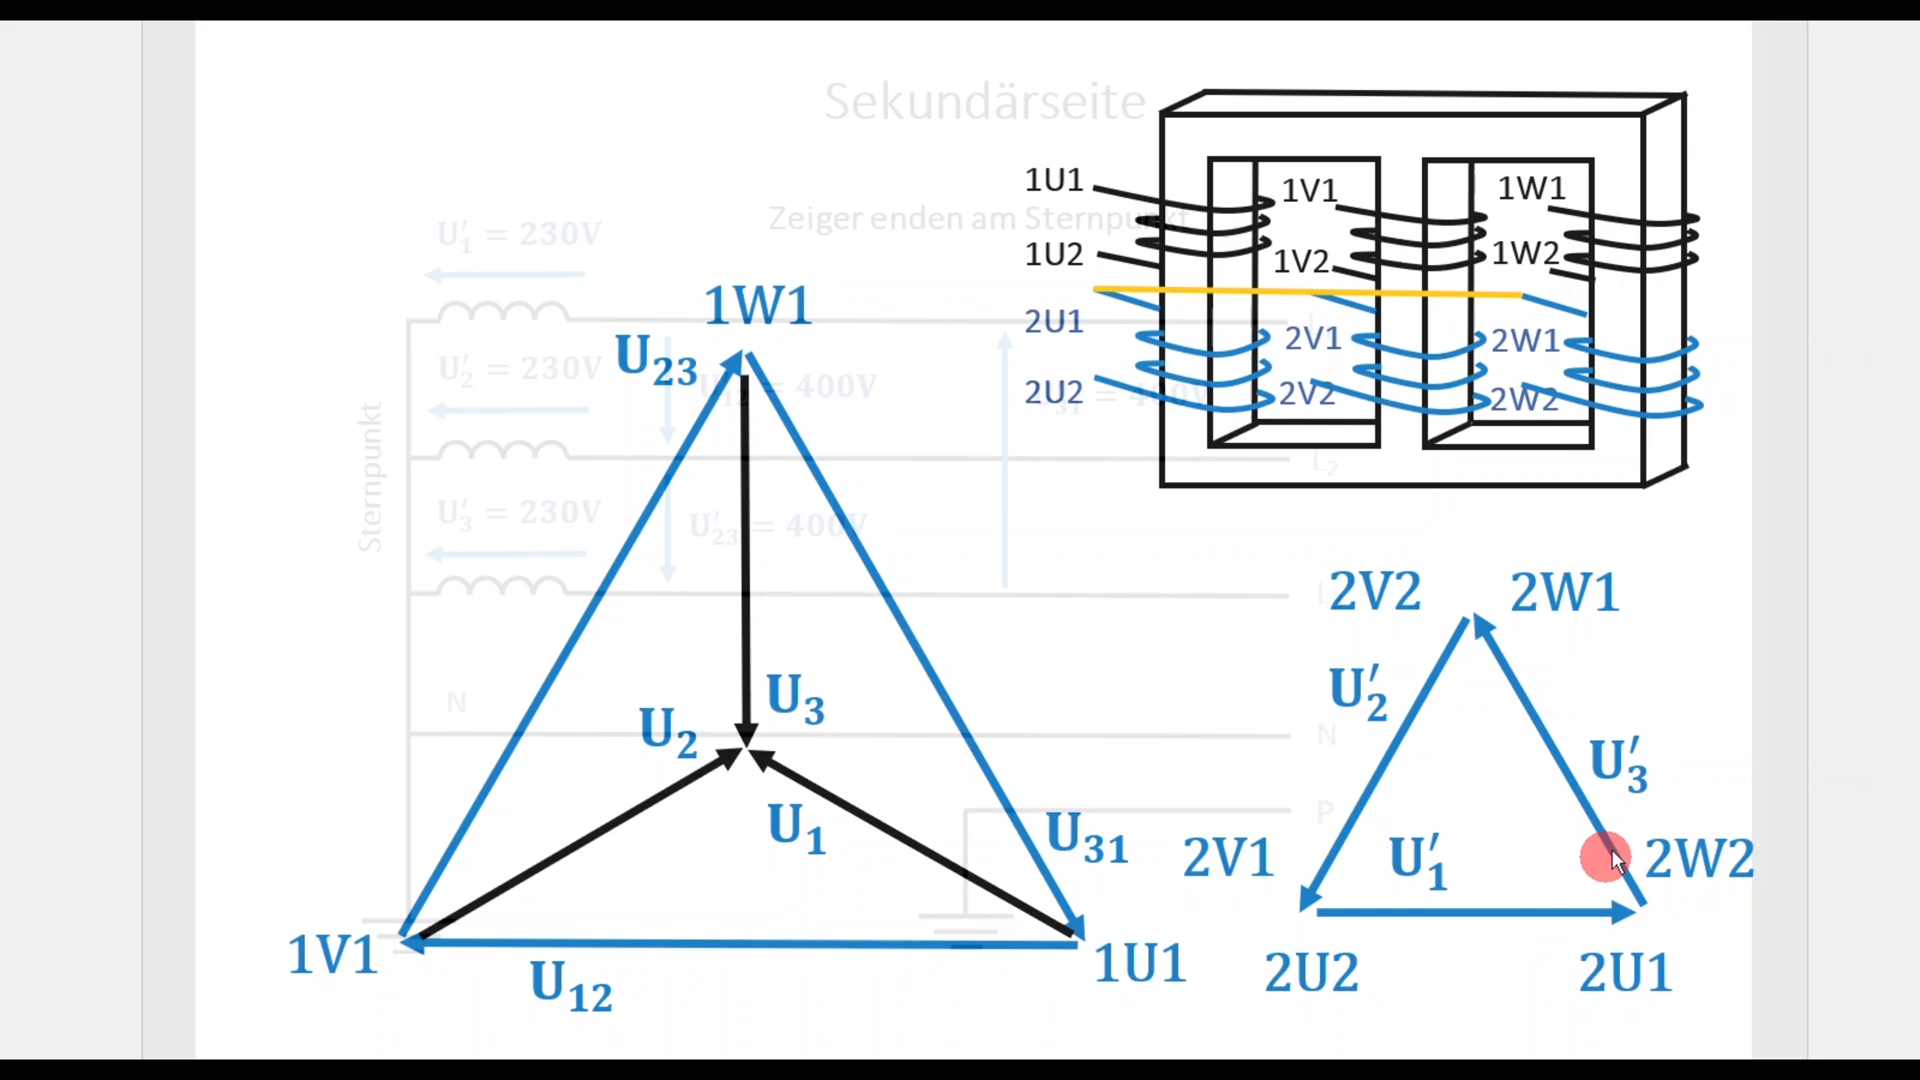 Sekundärseite
Zeiger enden am Sternpunkt
U′₁ = 230V
U′₂ = 230V
U′₃ = 230V
Sternpunkt
U′₂₃ = 400V
= 400V
L₂
N
N
1U1
1U2
2U1
2U2
1V1
1V2
2V1
2V2
1W1
1W2
2W1
2W2
1W1
U₂₃
U₃
U₂
U₁
U₃₁
1V1
U₁₂
1U1
2V2
2W1
U′₂
U′₃
2V1
U′₁
2W2
2U2
2U1